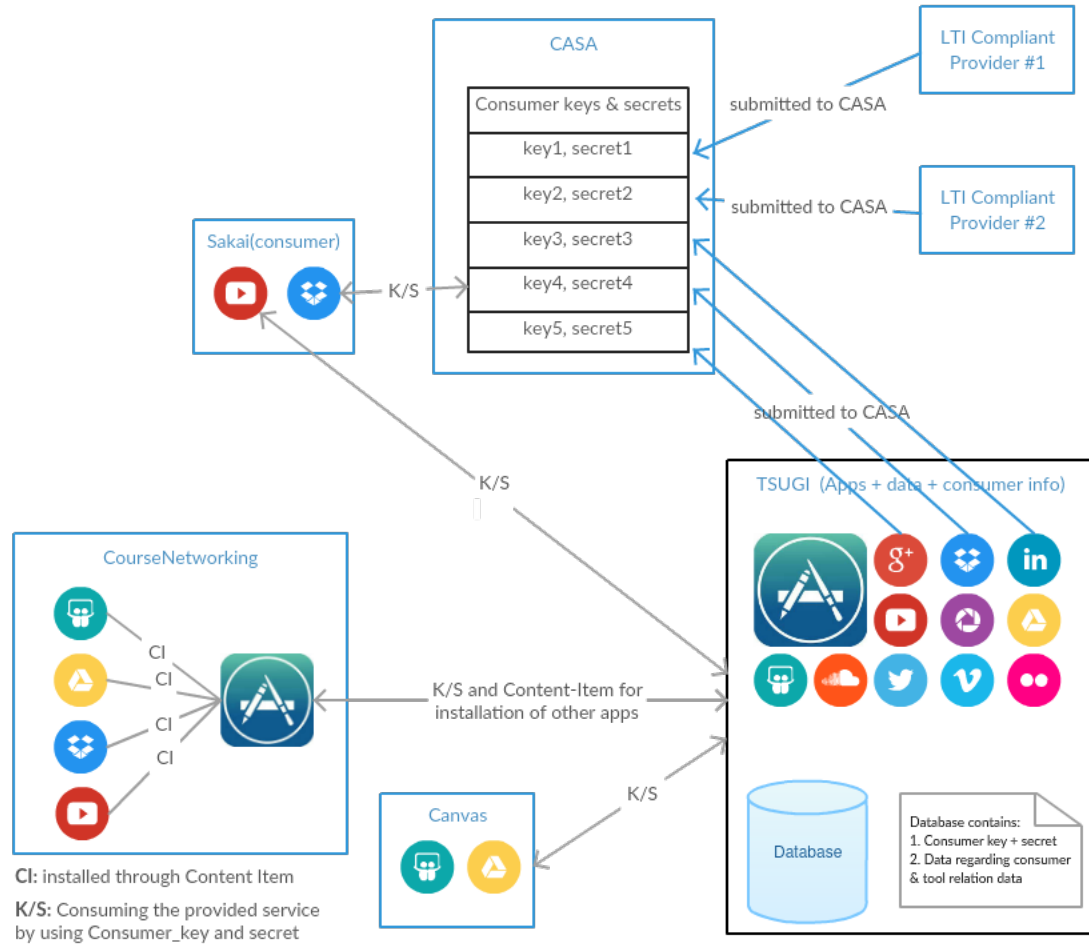 CASA
LTI Compliant
Provider #1
Consumer keys & secrets
submitted to CASA
key1, secret1
key2, secret2
submitted to CASA
LTI Compliant
Provider #2
Sakai(consumer)
key3, secret3
K/S
key4, secret4
key5, secret5
submitted to CASA
K/S
TSUGI (Apps + data + consumer info)
g+
in
CourseNetworking
CI
CI
CI
CI
K/S and Content-Item for
installation of other apps
K/S
Canvas
Database
Database contains:
1. Consumer key + secret
2. Data regarding consumer
& tool relation data
CI: installed through Content Item
K/S: Consuming the provided service
by using Consumer_key and secret